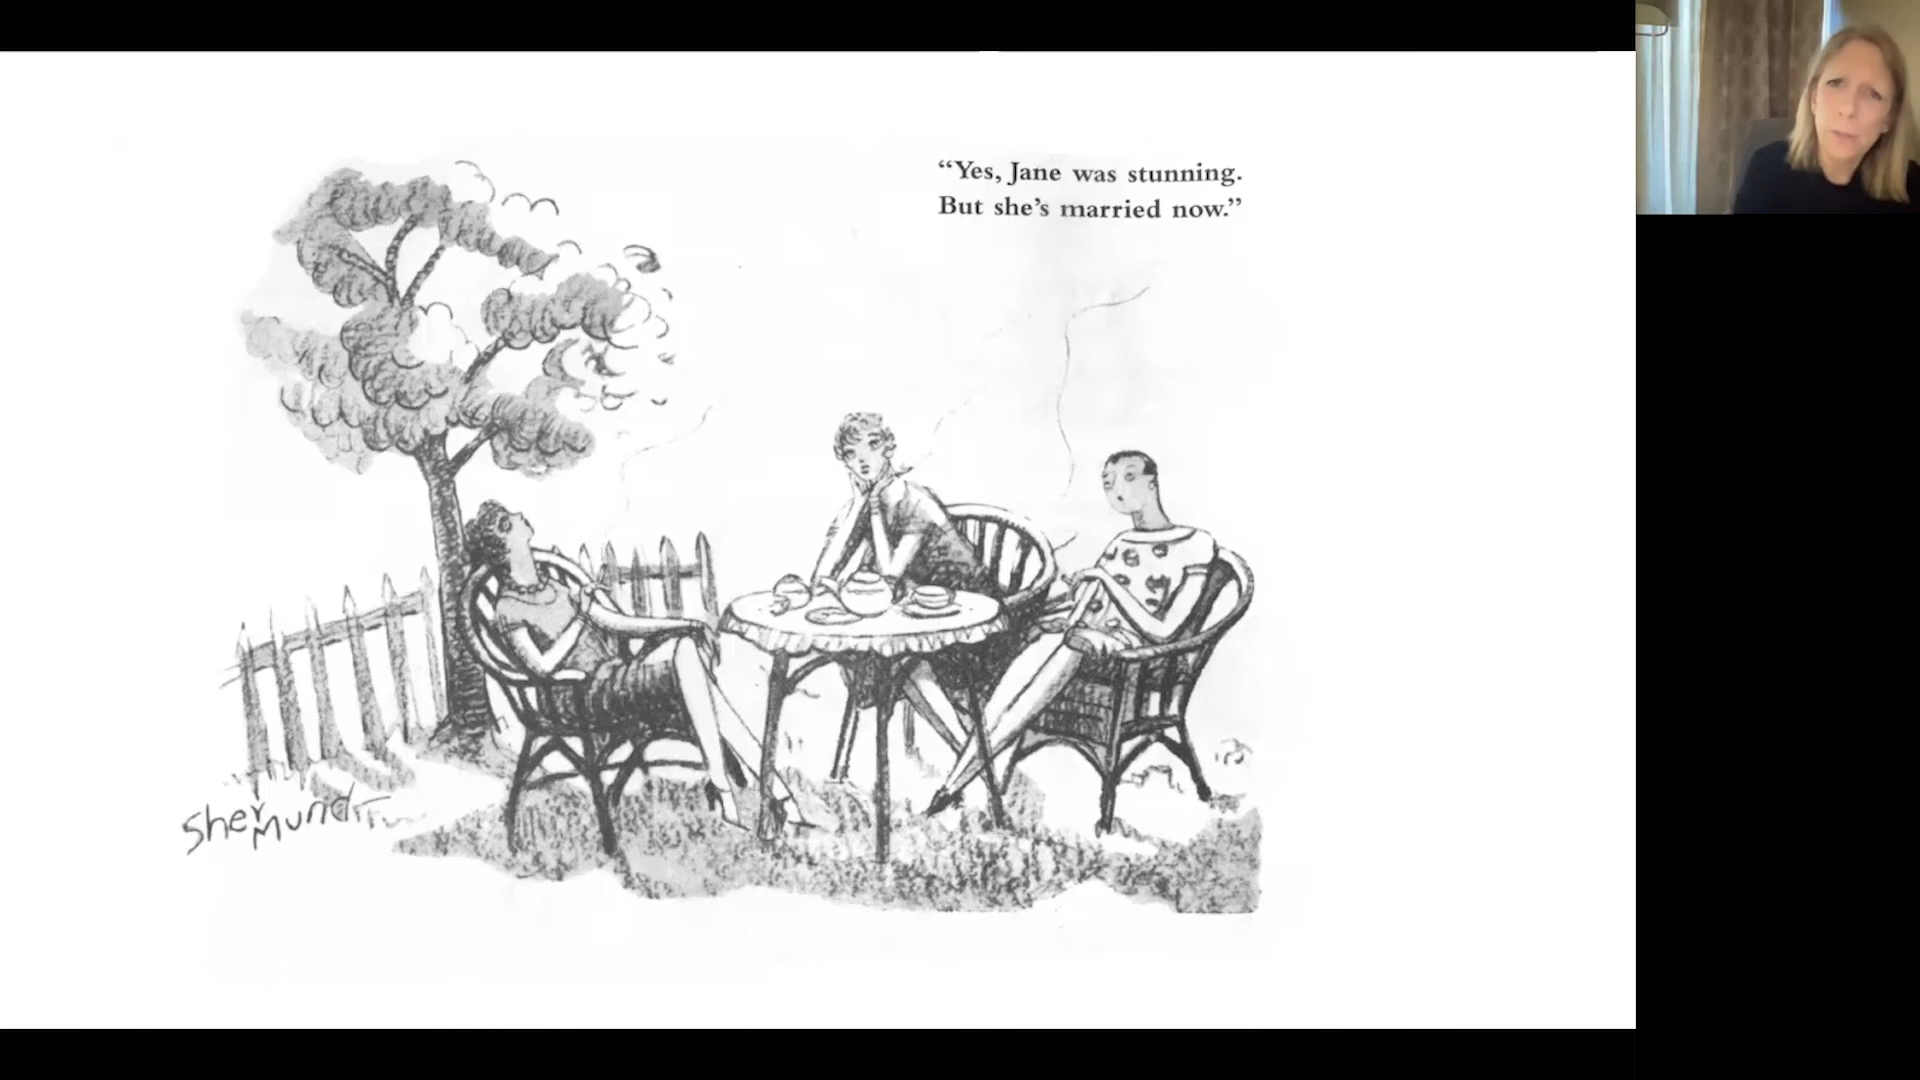 “Yes, Jane was stunning.
But she’s married now.”
Shermund